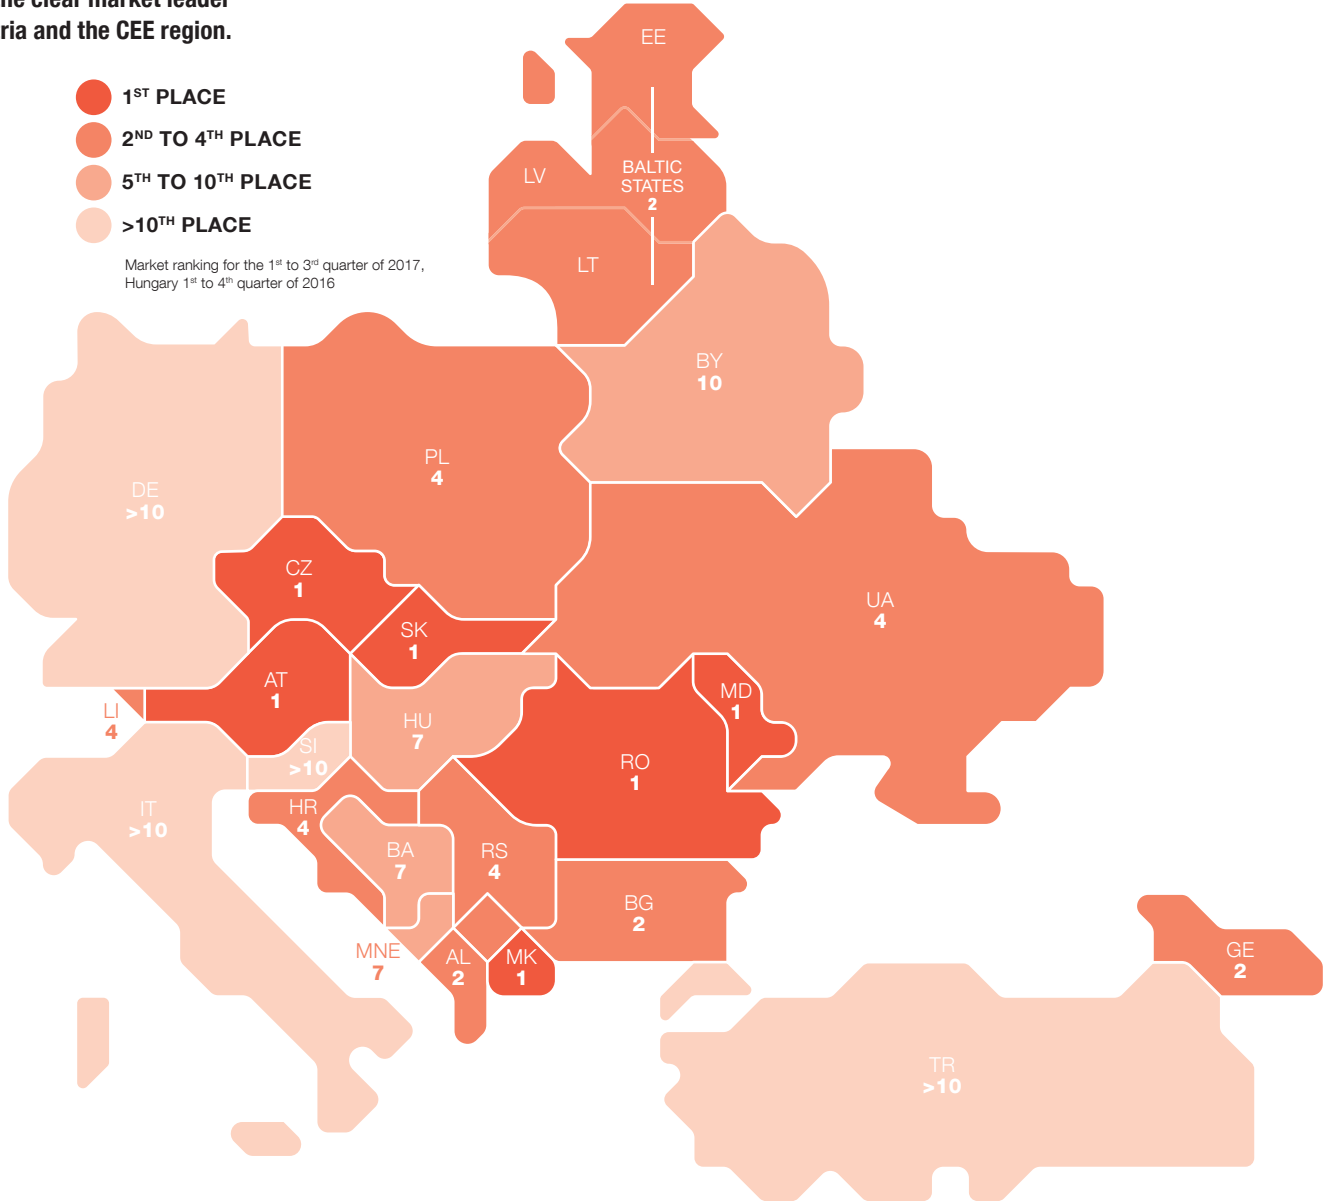 clear market leader
and the CEE region.
1ST PLACE
2ND TO 4TH PLACE
5TH TO 10TH PLACE
>10TH PLACE
Market ranking for the 1st to 3rd quarter of 2017,
Hungary 1st to 4th quarter of 2016
EE
LV
BALTIC
STATES
2
LT
BY
10
PL
4
DE
>10
CZ
1
UA
4
SK
1
AT
1
MD
1
LI
4
HU
7
SI
>10
RO
1
IT
>10
HR
4
BA
7
RS
4
BG
2
MNE
7
AL
2
MK
1
GE
2
TR
>10